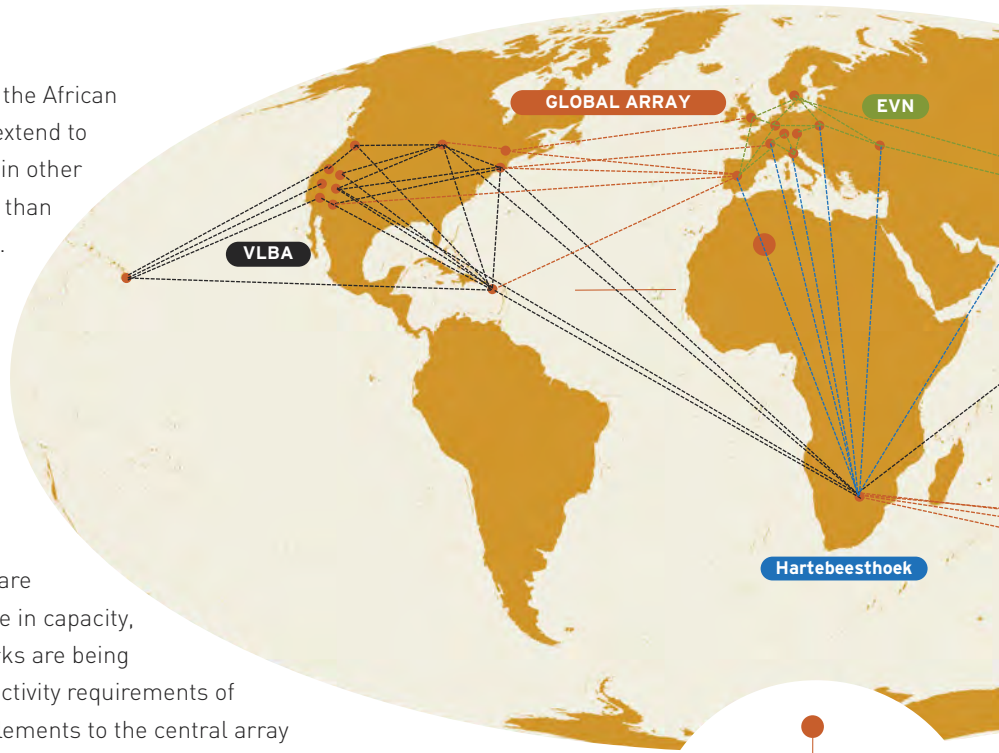 the African
extend to
in other
than
.
GLOBAL ARRAY
EVN
VLBA
Hartebeesthoek
are
e in capacity,
rks are being
ctivity requirements of
lements to the central array